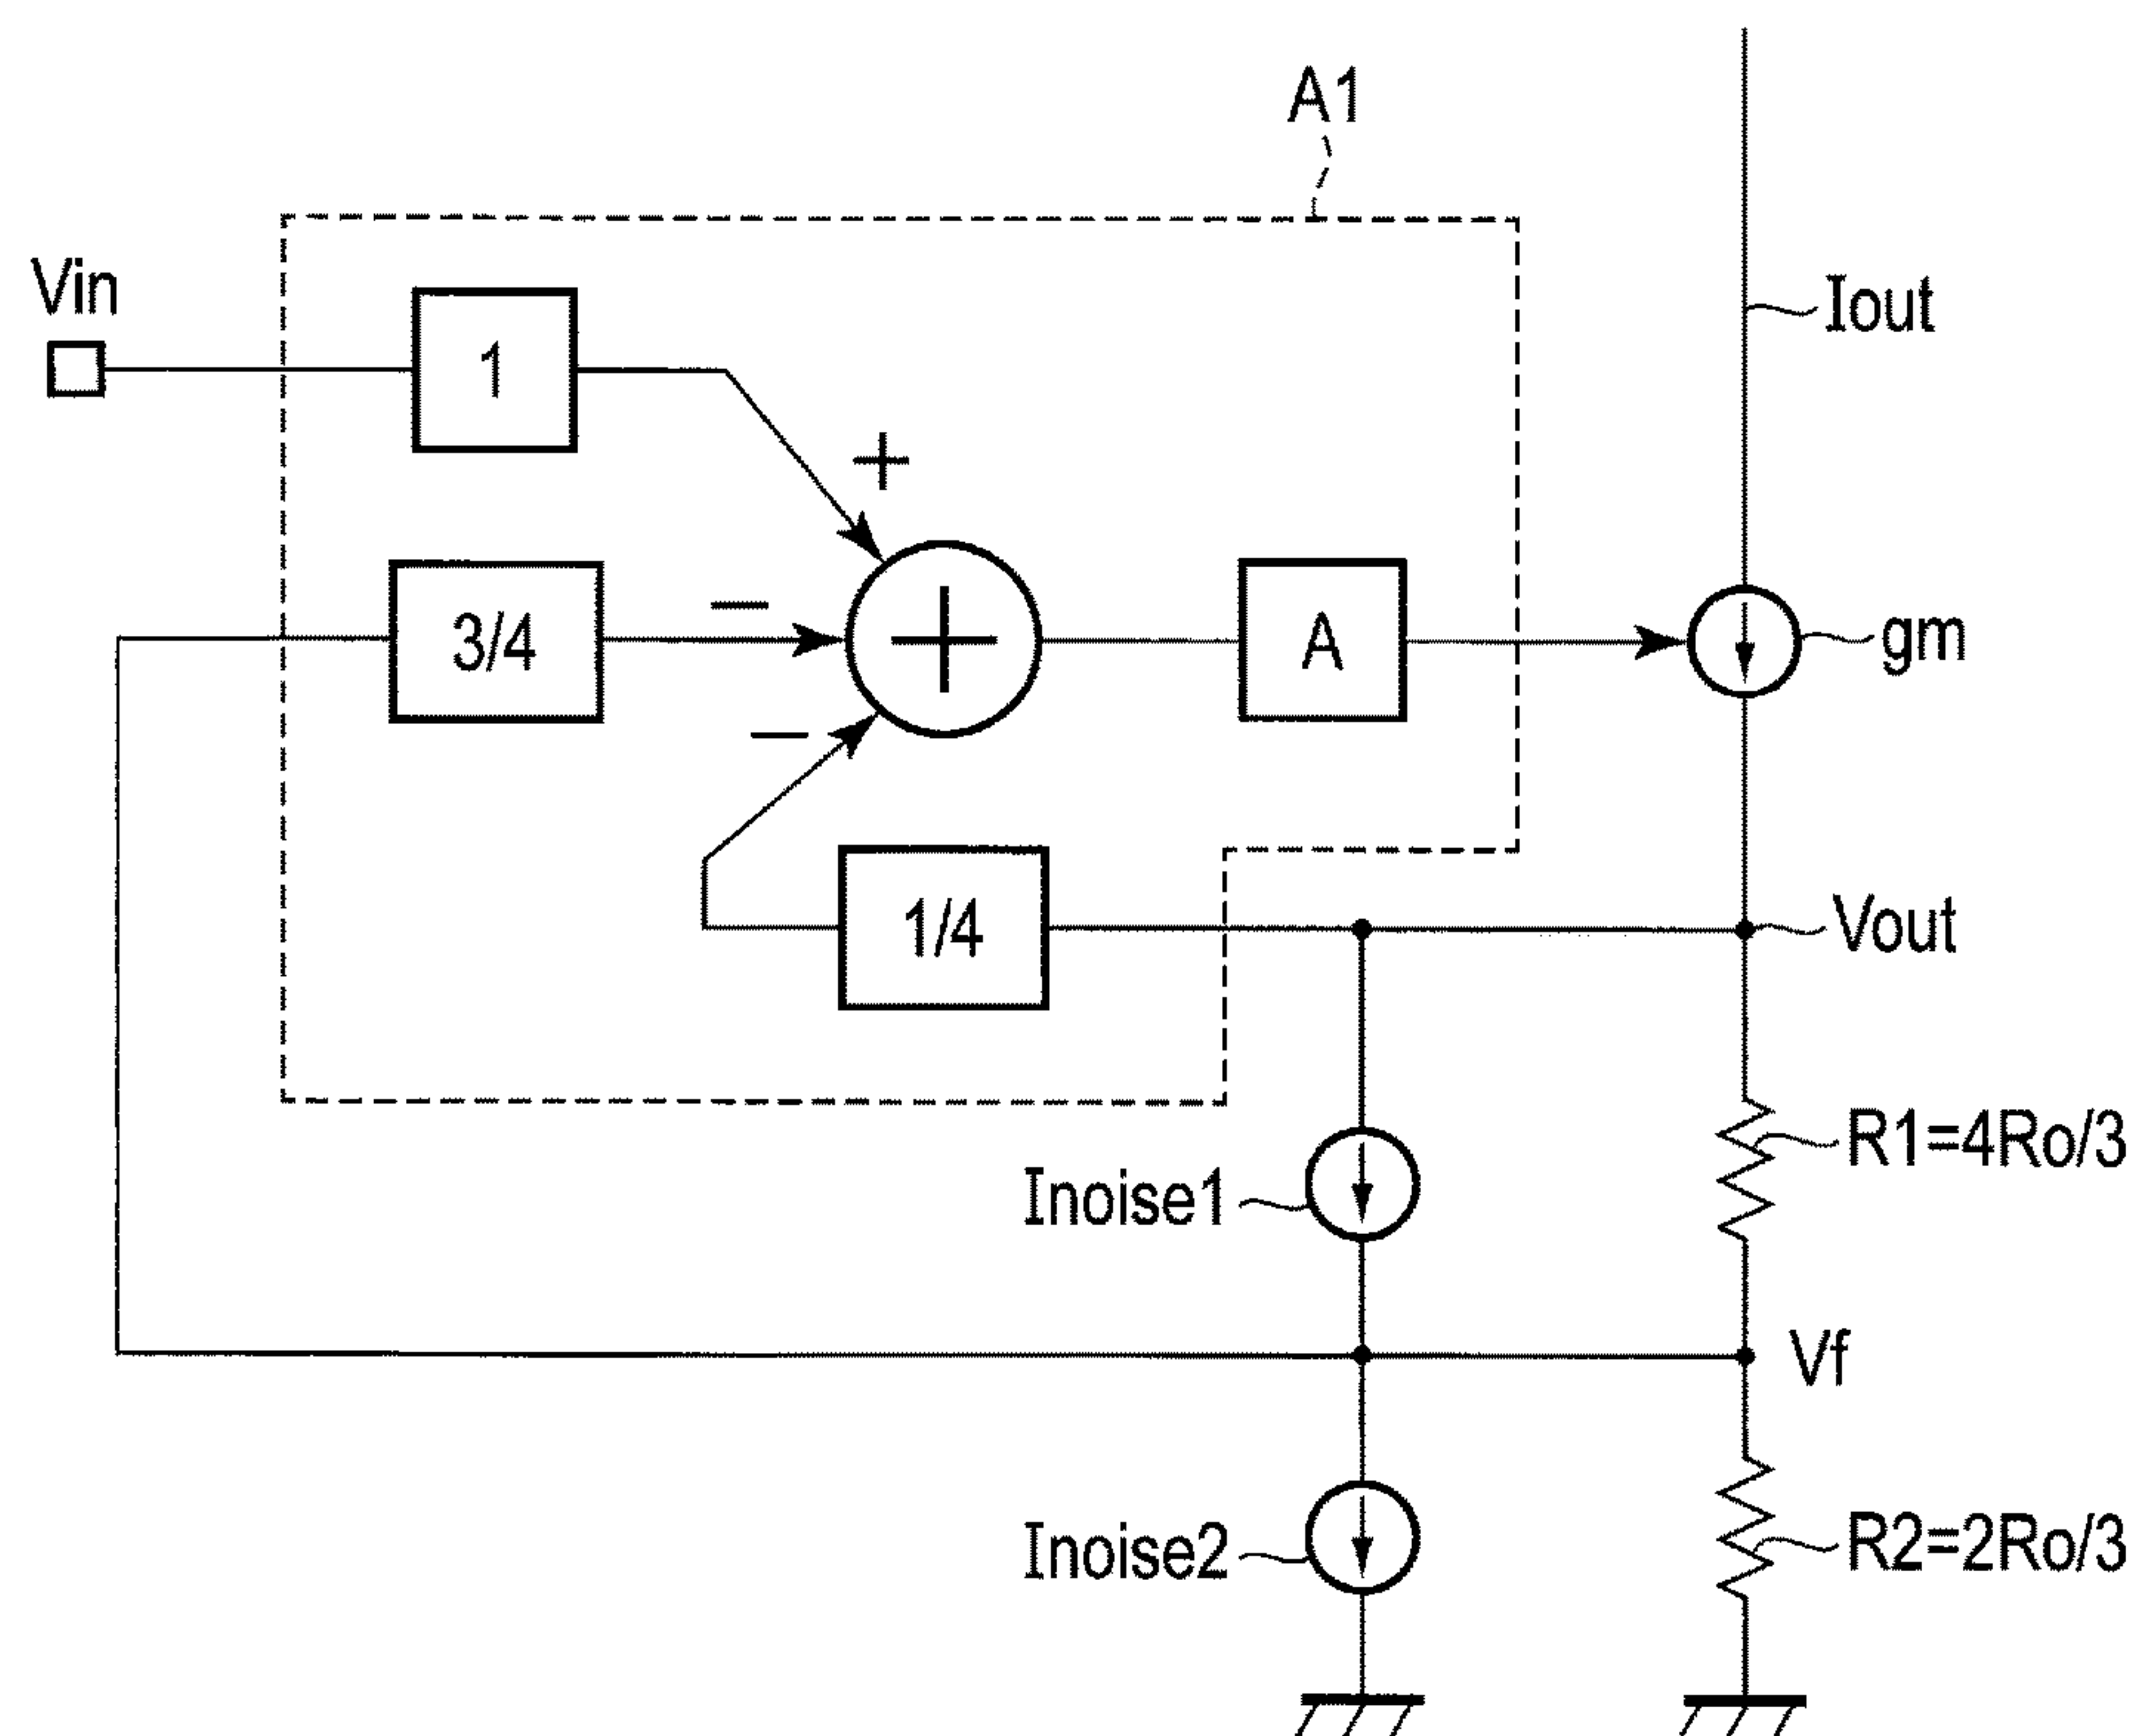 A1
Vin
Iout
1
+
3/4
−
+
A
gm
−
1/4
Vout
R1=4Ro/3
Inoise1
Vf
Inoise2
R2=2Ro/3